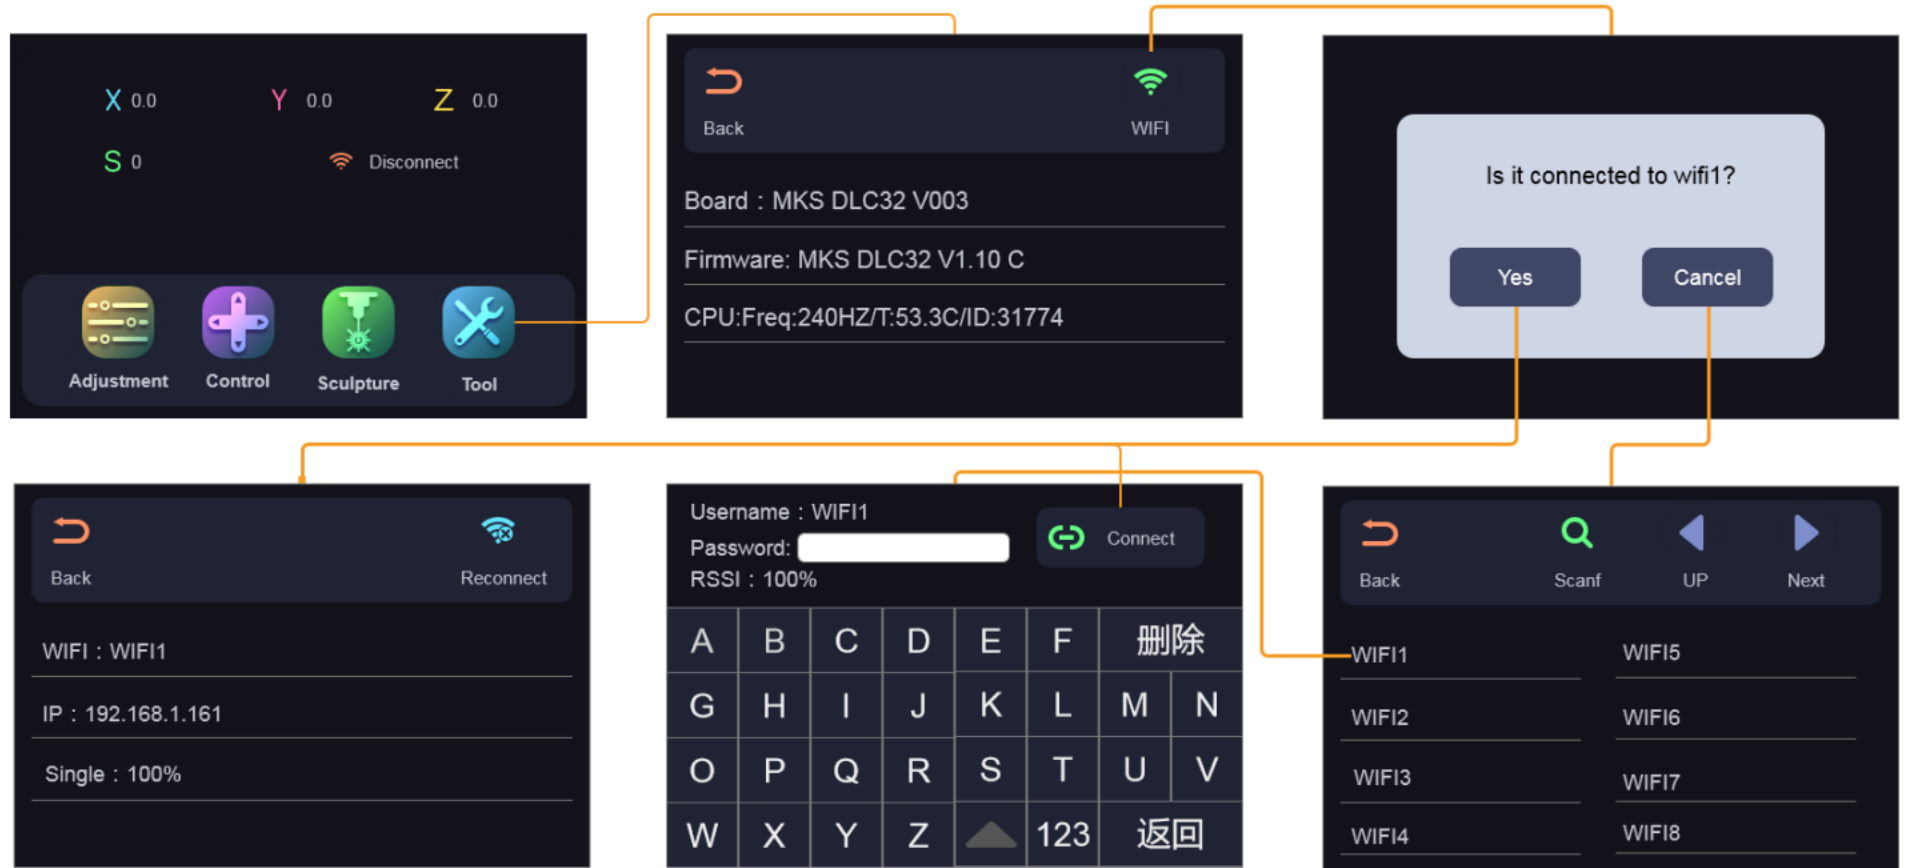 X 0.0 Y 0.0 Z 0.0
S 0 Disconnect
Adjustment Control Sculpture Tool
Back WIFI
Board：MKS DLC32 V003
Firmware: MKS DLC32 V1.10 C
CPU:Freq:240HZ/T:53.3C/ID:31774
Is it connected to wifi1?
Yes Cancel
Back Reconnect
WIFI：WIFI1
IP：192.168.1.161
Single：100%
Username：WIFI1
Password:
RSSI：100%
Connect
A B C D E F 删除
G H I J K L M N
O P Q R S T U V
W X Y Z 123 返回
Back Scanf UP Next
WIFI1 WIFI5
WIFI2 WIFI6
WIFI3 WIFI7
WIFI4 WIFI8